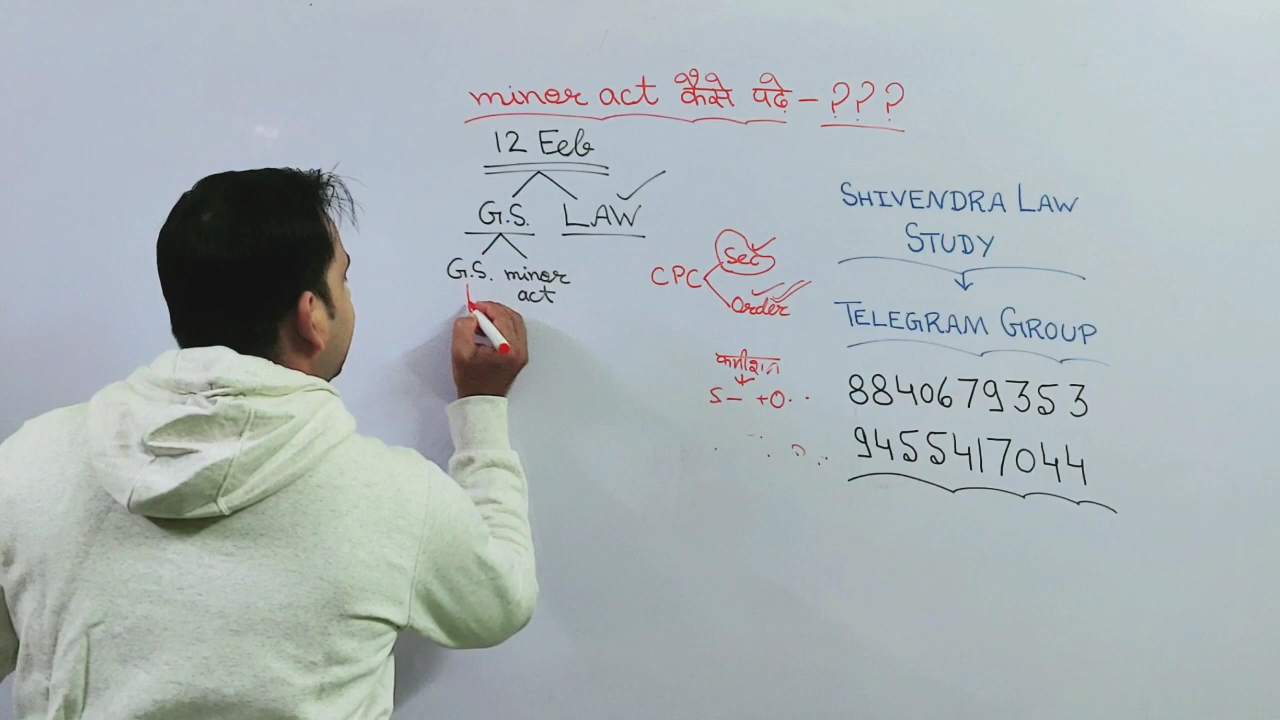 minor act कैसे पढ़े - ???
12 Feb
G.S. LAW
G.S. minor
act
CPC
Sec
Order
कमीशन
S- +O..
SHIVENDRA LAW
STUDY
TELEGRAM GROUP
8840679353
9455417044